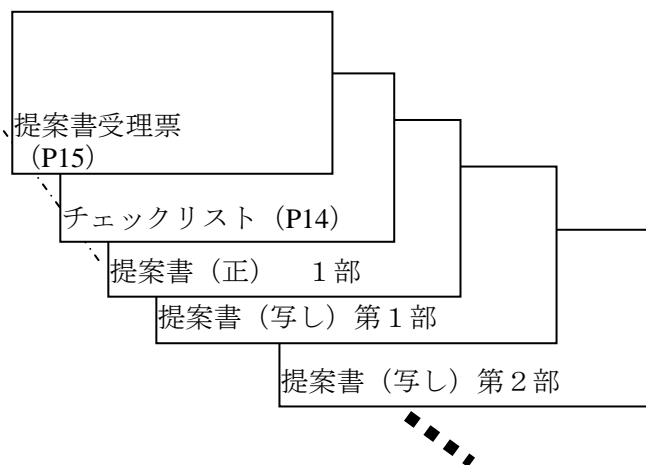 提案書受理票
（P15）
チェックリスト（P14）
提案書（正）　１部
提案書（写し）第１部
提案書（写し）第２部